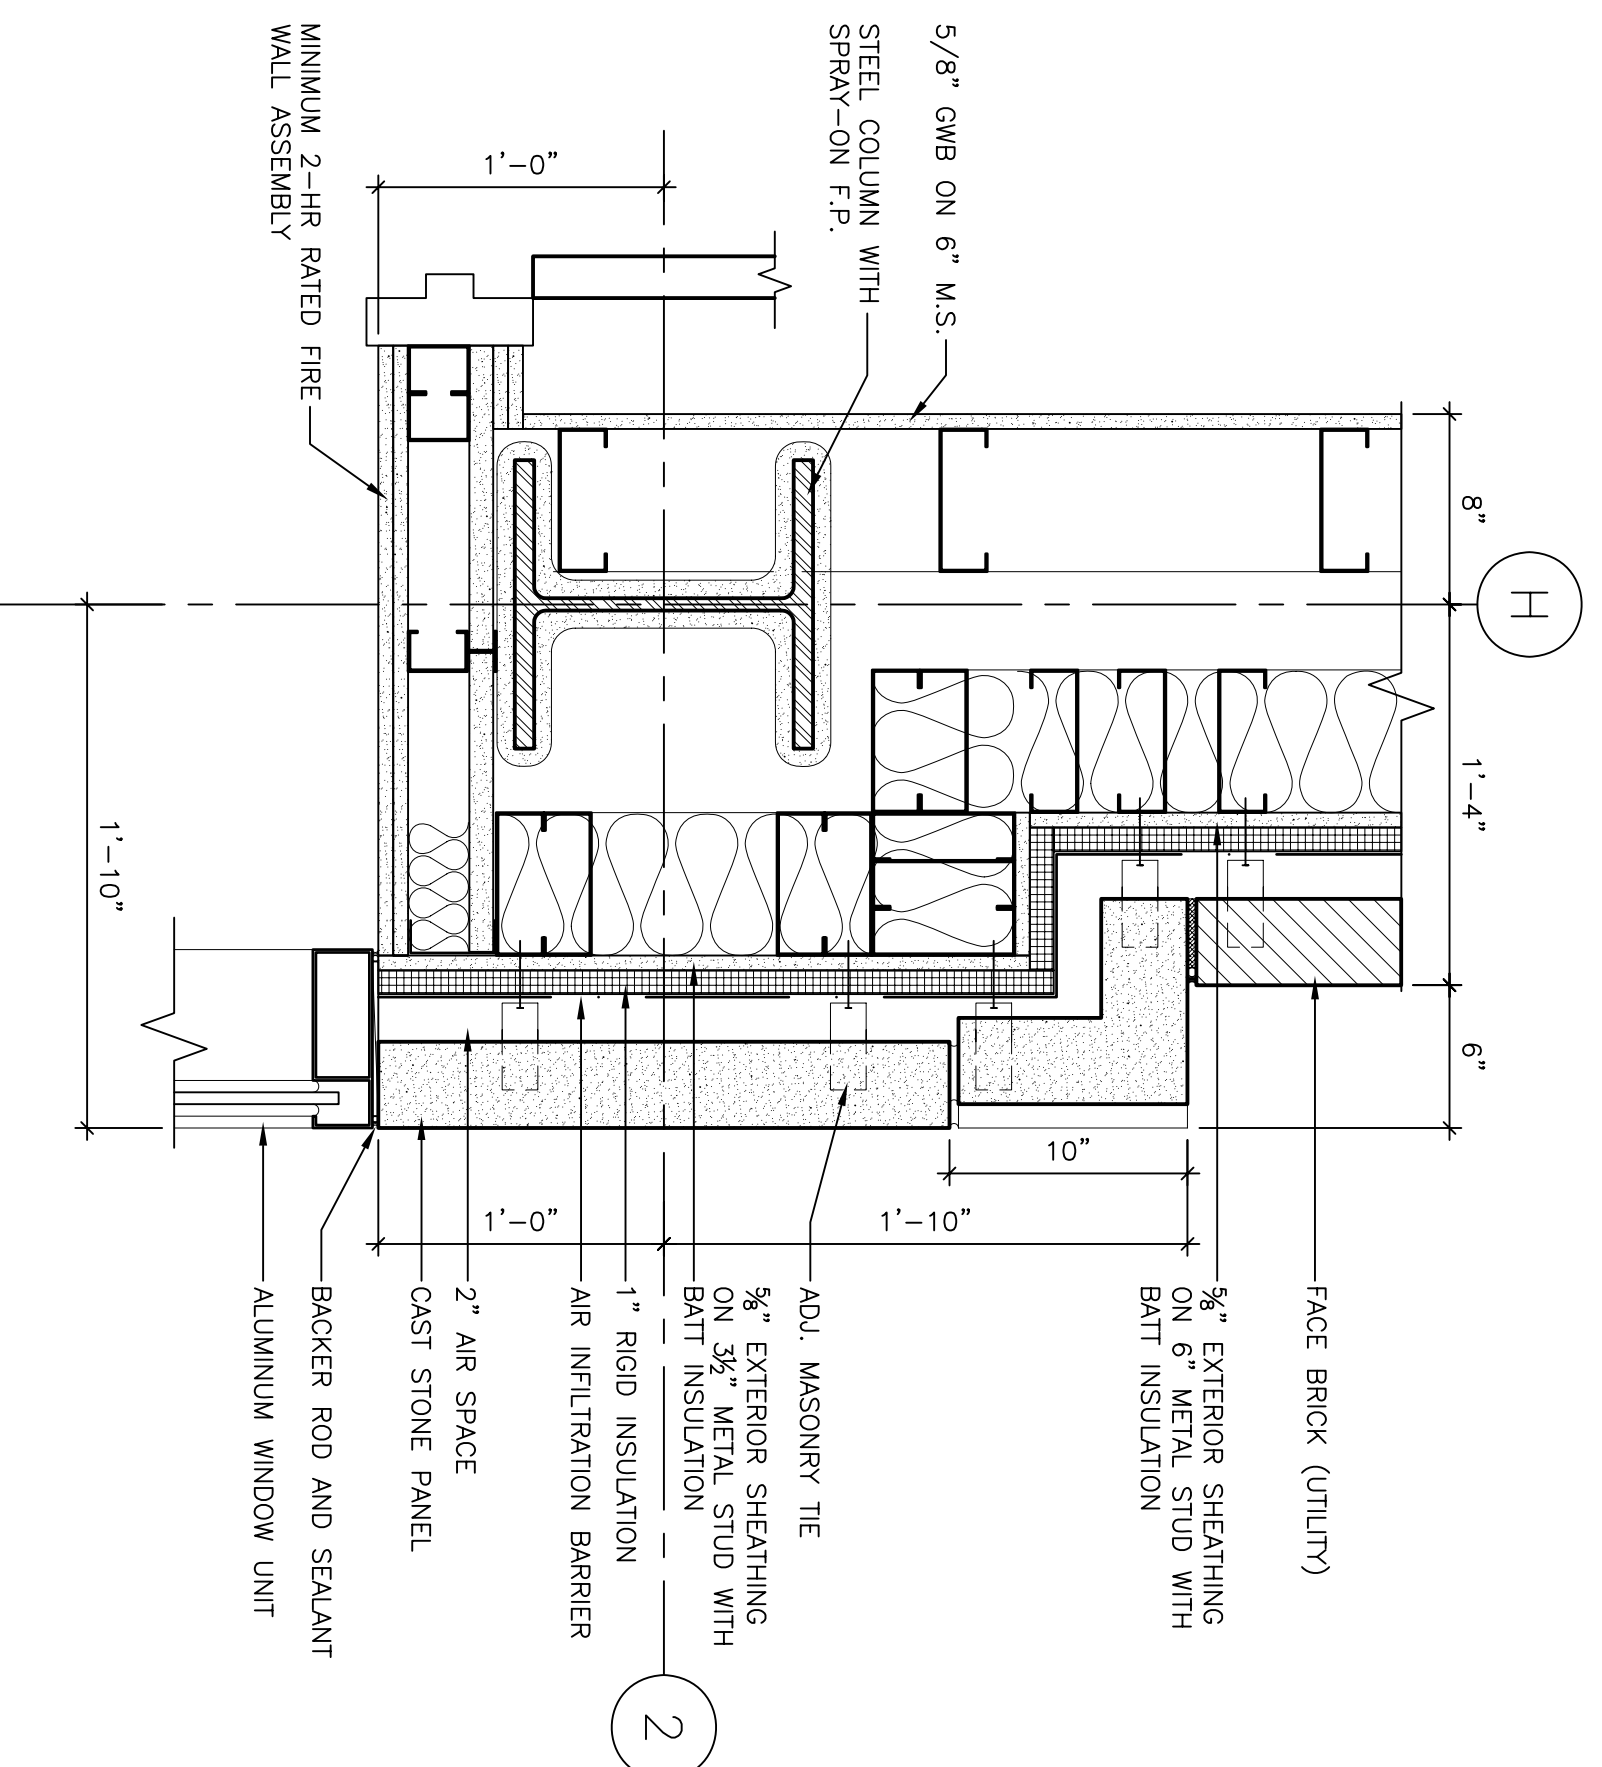 5/8" GWB ON 6" M.S.
STEEL COLUMN WITH
SPRAY-ON F.P.
MINIMUM 2-HR RATED FIRE
WALL ASSEMBLY
1'-0"
8"
H
1'-4"
6"
1'-10"
10"
1'-0"
1'-10"
FACE BRICK (UTILITY)
⅝" EXTERIOR SHEATHING
ON 6" METAL STUD WITH
BATT INSULATION
ADJ. MASONRY TIE
⅝" EXTERIOR SHEATHING
ON 3½" METAL STUD WITH
BATT INSULATION
1" RIGID INSULATION
AIR INFILTRATION BARRIER
2" AIR SPACE
CAST STONE PANEL
BACKER ROD AND SEALANT
ALUMINUM WINDOW UNIT
2